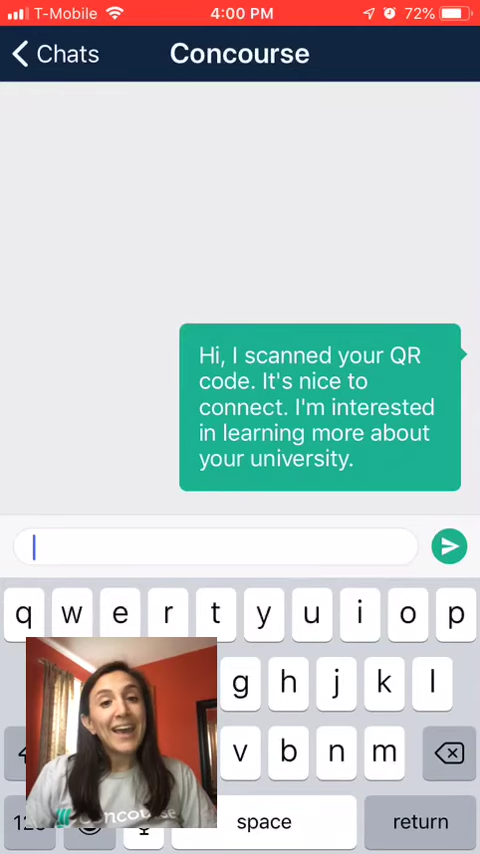 T-Mobile 4:00 PM 72%
Chats Concourse
Hi, I scanned your QR
code. It's nice to
connect. I'm interested
in learning more about
your university.
q w e r t y u i o p
g h j k l
v b n m
space return
concourse